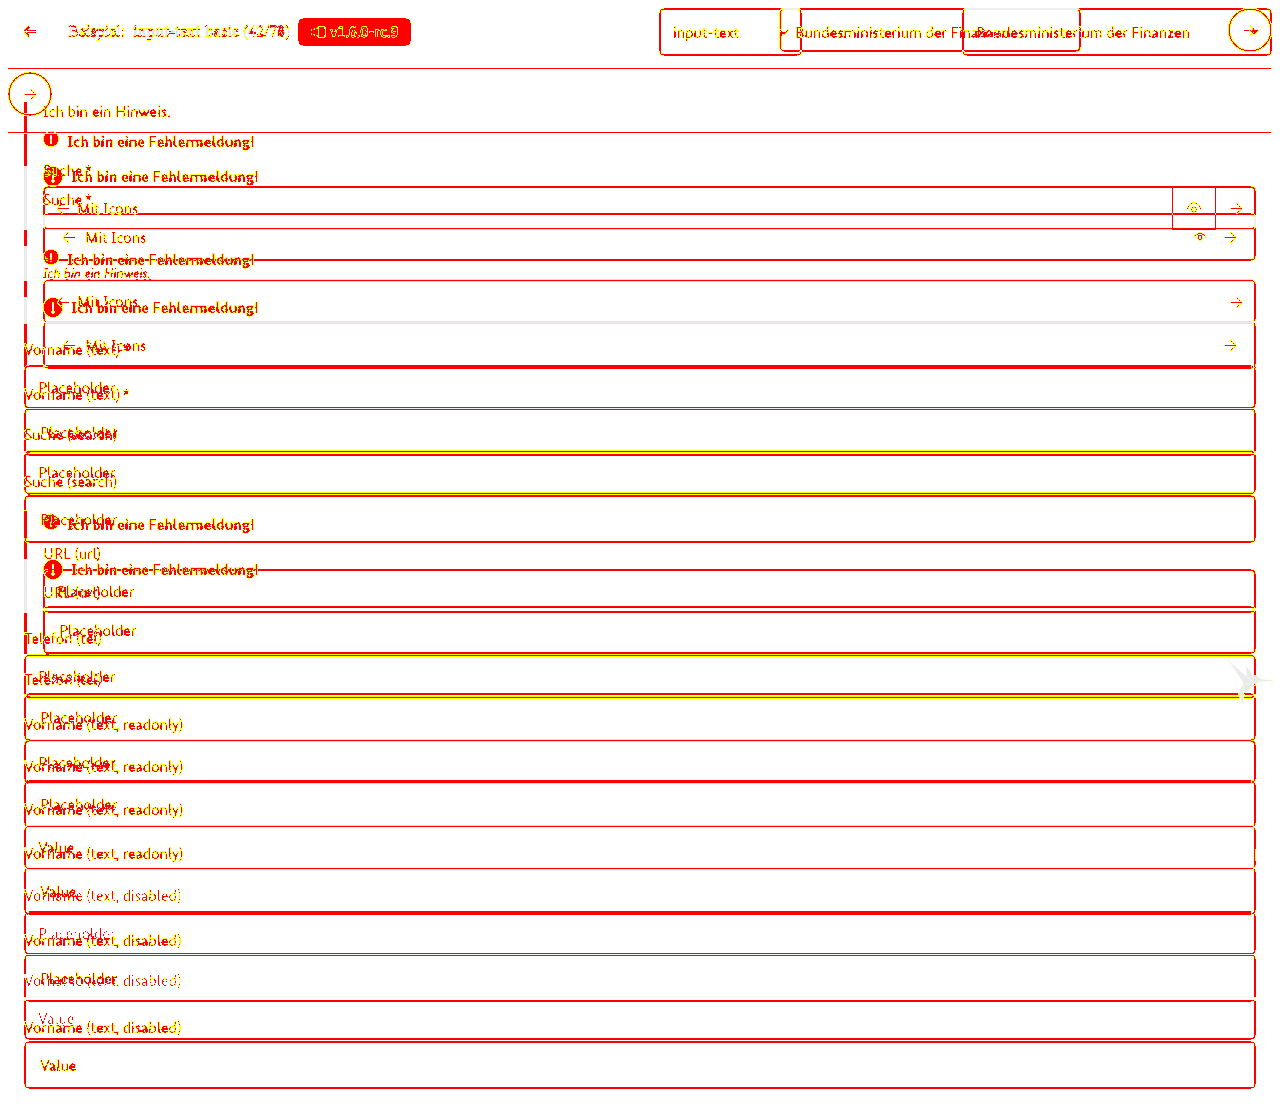 Beispiel: input-text basic (42/78) v1.6.0-rc.9 input-text Bundesministerium der Finanzen Bundesministerium der Finanzen
Ich bin ein Hinweis.
Ich bin eine Fehlermeldung!
Suche *
Ich bin eine Fehlermeldung!
Suche *
Mit Icons
Mit Icons
Ich bin eine Fehlermeldung!
Ich bin ein Hinweis.
Mit Icons
Ich bin eine Fehlermeldung!
Mit Icons
Vorname (text) *
Placeholder
Vorname (text) *
Placeholder
Suche (search)
Placeholder
Suche (search)
Placeholder
Ich bin eine Fehlermeldung!
URL (url)
Ich bin eine Fehlermeldung!
URL (url)
Placeholder
Placeholder
Telefon (tel)
Placeholder
Telefon (tel)
Placeholder
Vorname (text, readonly)
Placeholder
Vorname (text, readonly)
Placeholder
Vorname (text, readonly)
Value
Vorname (text, readonly)
Value
Vorname (text, disabled)
Placeholder
Vorname (text, disabled)
Placeholder
Vorname (text, disabled)
Value
Vorname (text, disabled)
Value